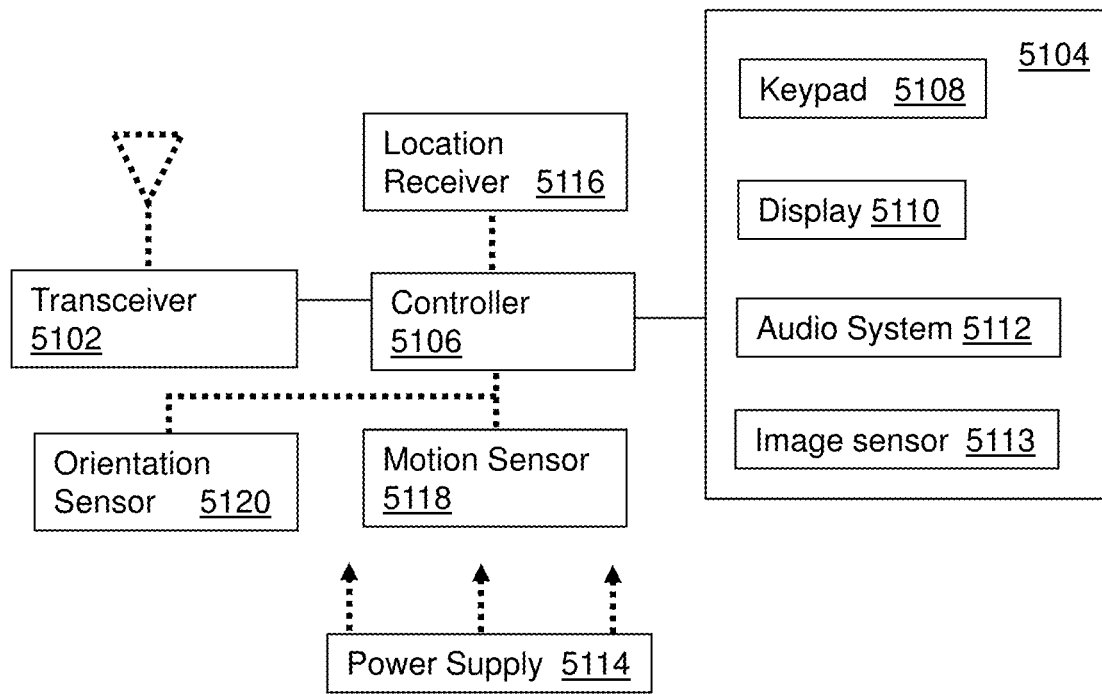 5104
Keypad 5108
Location
Receiver 5116
Display 5110
Transceiver
5102
Controller
5106
Audio System 5112
Image sensor 5113
Orientation
Sensor 5120
Motion Sensor
5118
Power Supply 5114